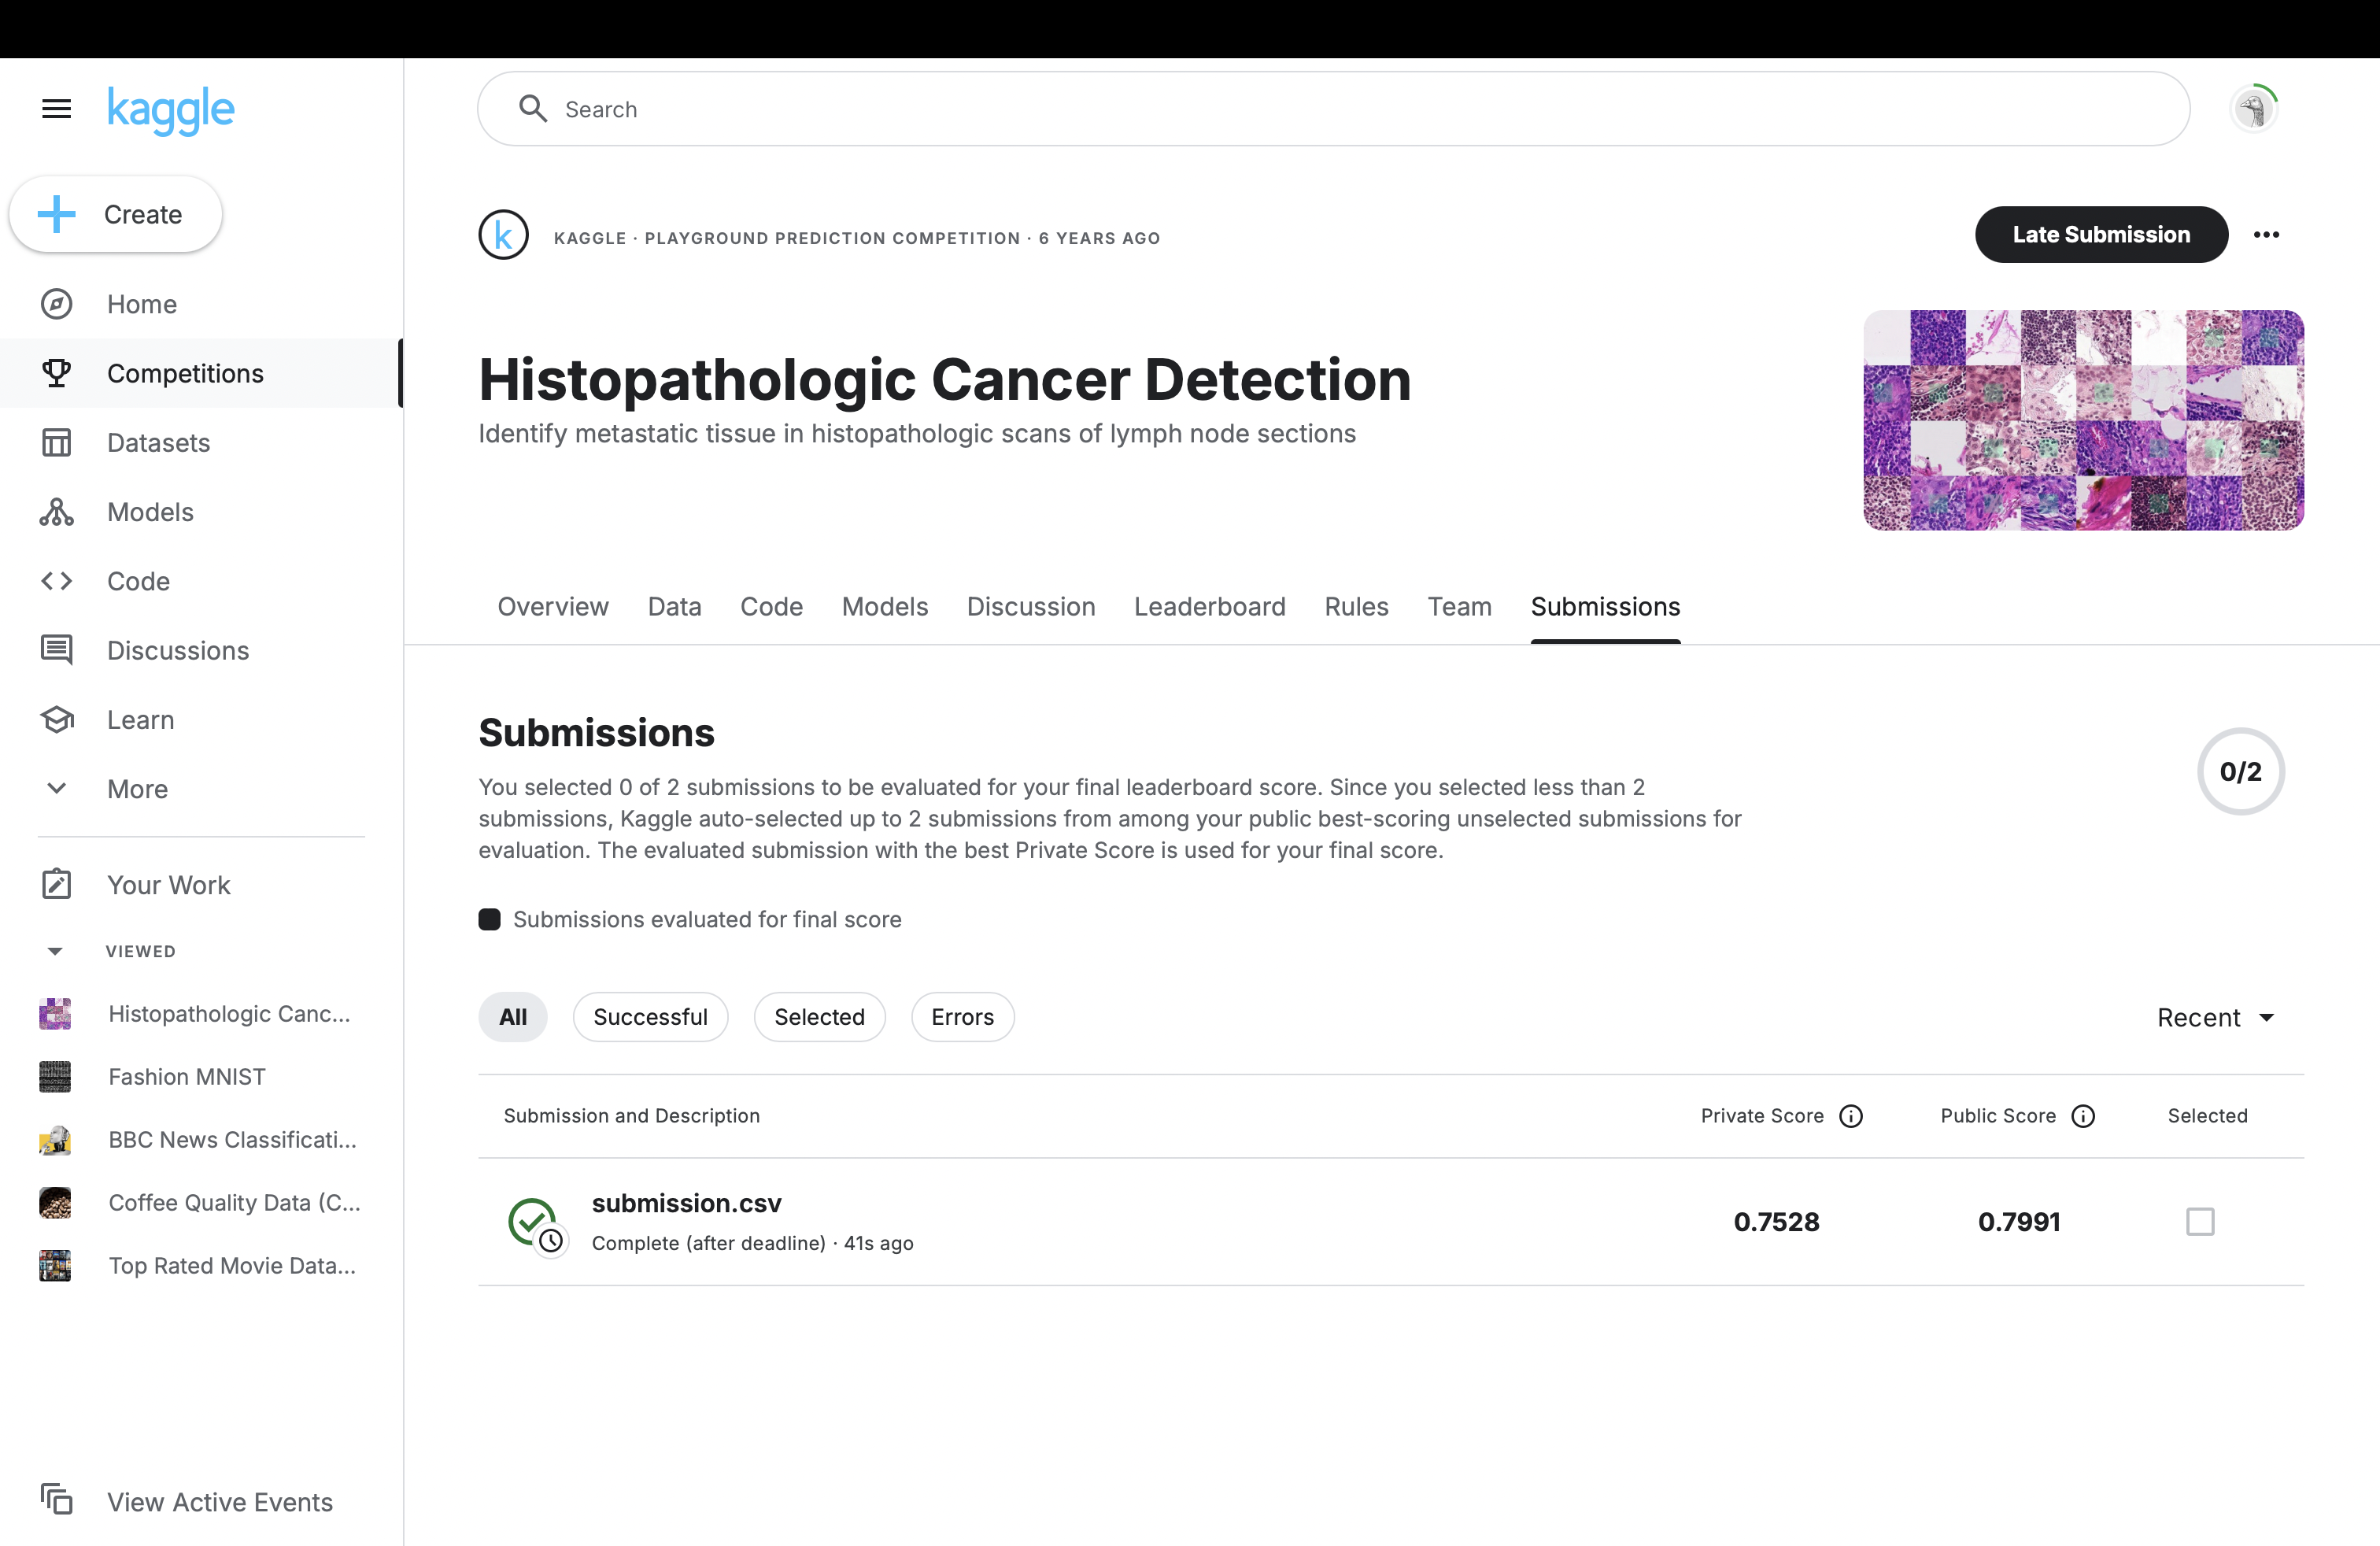 kaggle
Search
Create
Home
Competitions
Datasets
Models
Code
Discussions
Learn
More
Your Work
VIEWED
Histopathologic Canc...
Fashion MNIST
BBC News Classificati...
Coffee Quality Data (C...
Top Rated Movie Data...
View Active Events
k
KAGGLE · PLAYGROUND PREDICTION COMPETITION · 6 YEARS AGO
Late Submission
Histopathologic Cancer Detection
Identify metastatic tissue in histopathologic scans of lymph node sections
Overview Data Code Models Discussion Leaderboard Rules Team Submissions
Submissions
0/2
You selected 0 of 2 submissions to be evaluated for your final leaderboard score. Since you selected less than 2
submissions, Kaggle auto-selected up to 2 submissions from among your public best-scoring unselected submissions for
evaluation. The evaluated submission with the best Private Score is used for your final score.
Submissions evaluated for final score
All Successful Selected Errors Recent
Submission and Description Private Score Public Score Selected
submission.csv
Complete (after deadline) · 41s ago
0.7528 0.7991